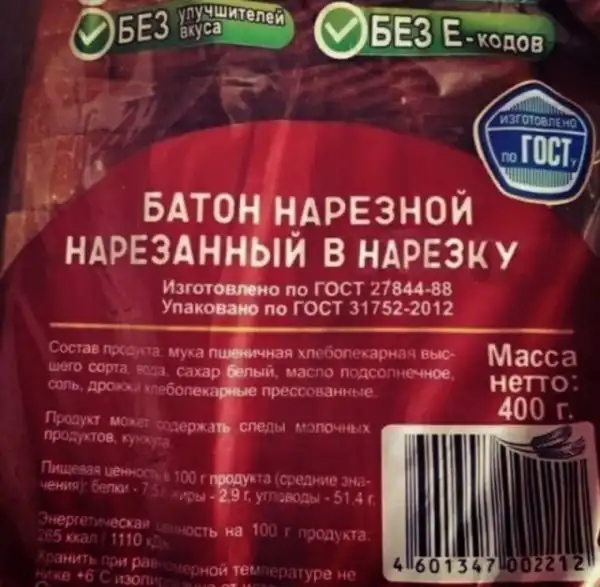 БЕЗ улучшителей вкуса
БЕЗ Е-кодов
ИЗГОТОВЛЕНО
ПО ГОСТу
БАТОН НАРЕЗНОЙ
НАРЕЗАННЫЙ В НАРЕЗКУ
Изготовлено по ГОСТ 27844-88
Упаковано по ГОСТ 31752-2012
Состав продукта: мука пшеничная хлебопекарная выс-
шего сорта, вода, сахар белый, масло подсолнечное,
соль, дрожжи хлебопекарные прессованные.
Масса
нетто:
400 г.
Продукт может содержать следы молочных
продуктов, кунжута.
Пищевая ценность в 100 г продукта (средние зна-
чения): белки - 7,5 г, жиры - 2,9 г, углеводы - 51,4 г.
Энергетическая ценность на 100 г продукта:
265 ккал / 1110 кДж
Хранить при равномерной температуре не
ниже +6 С
4 601347 002212